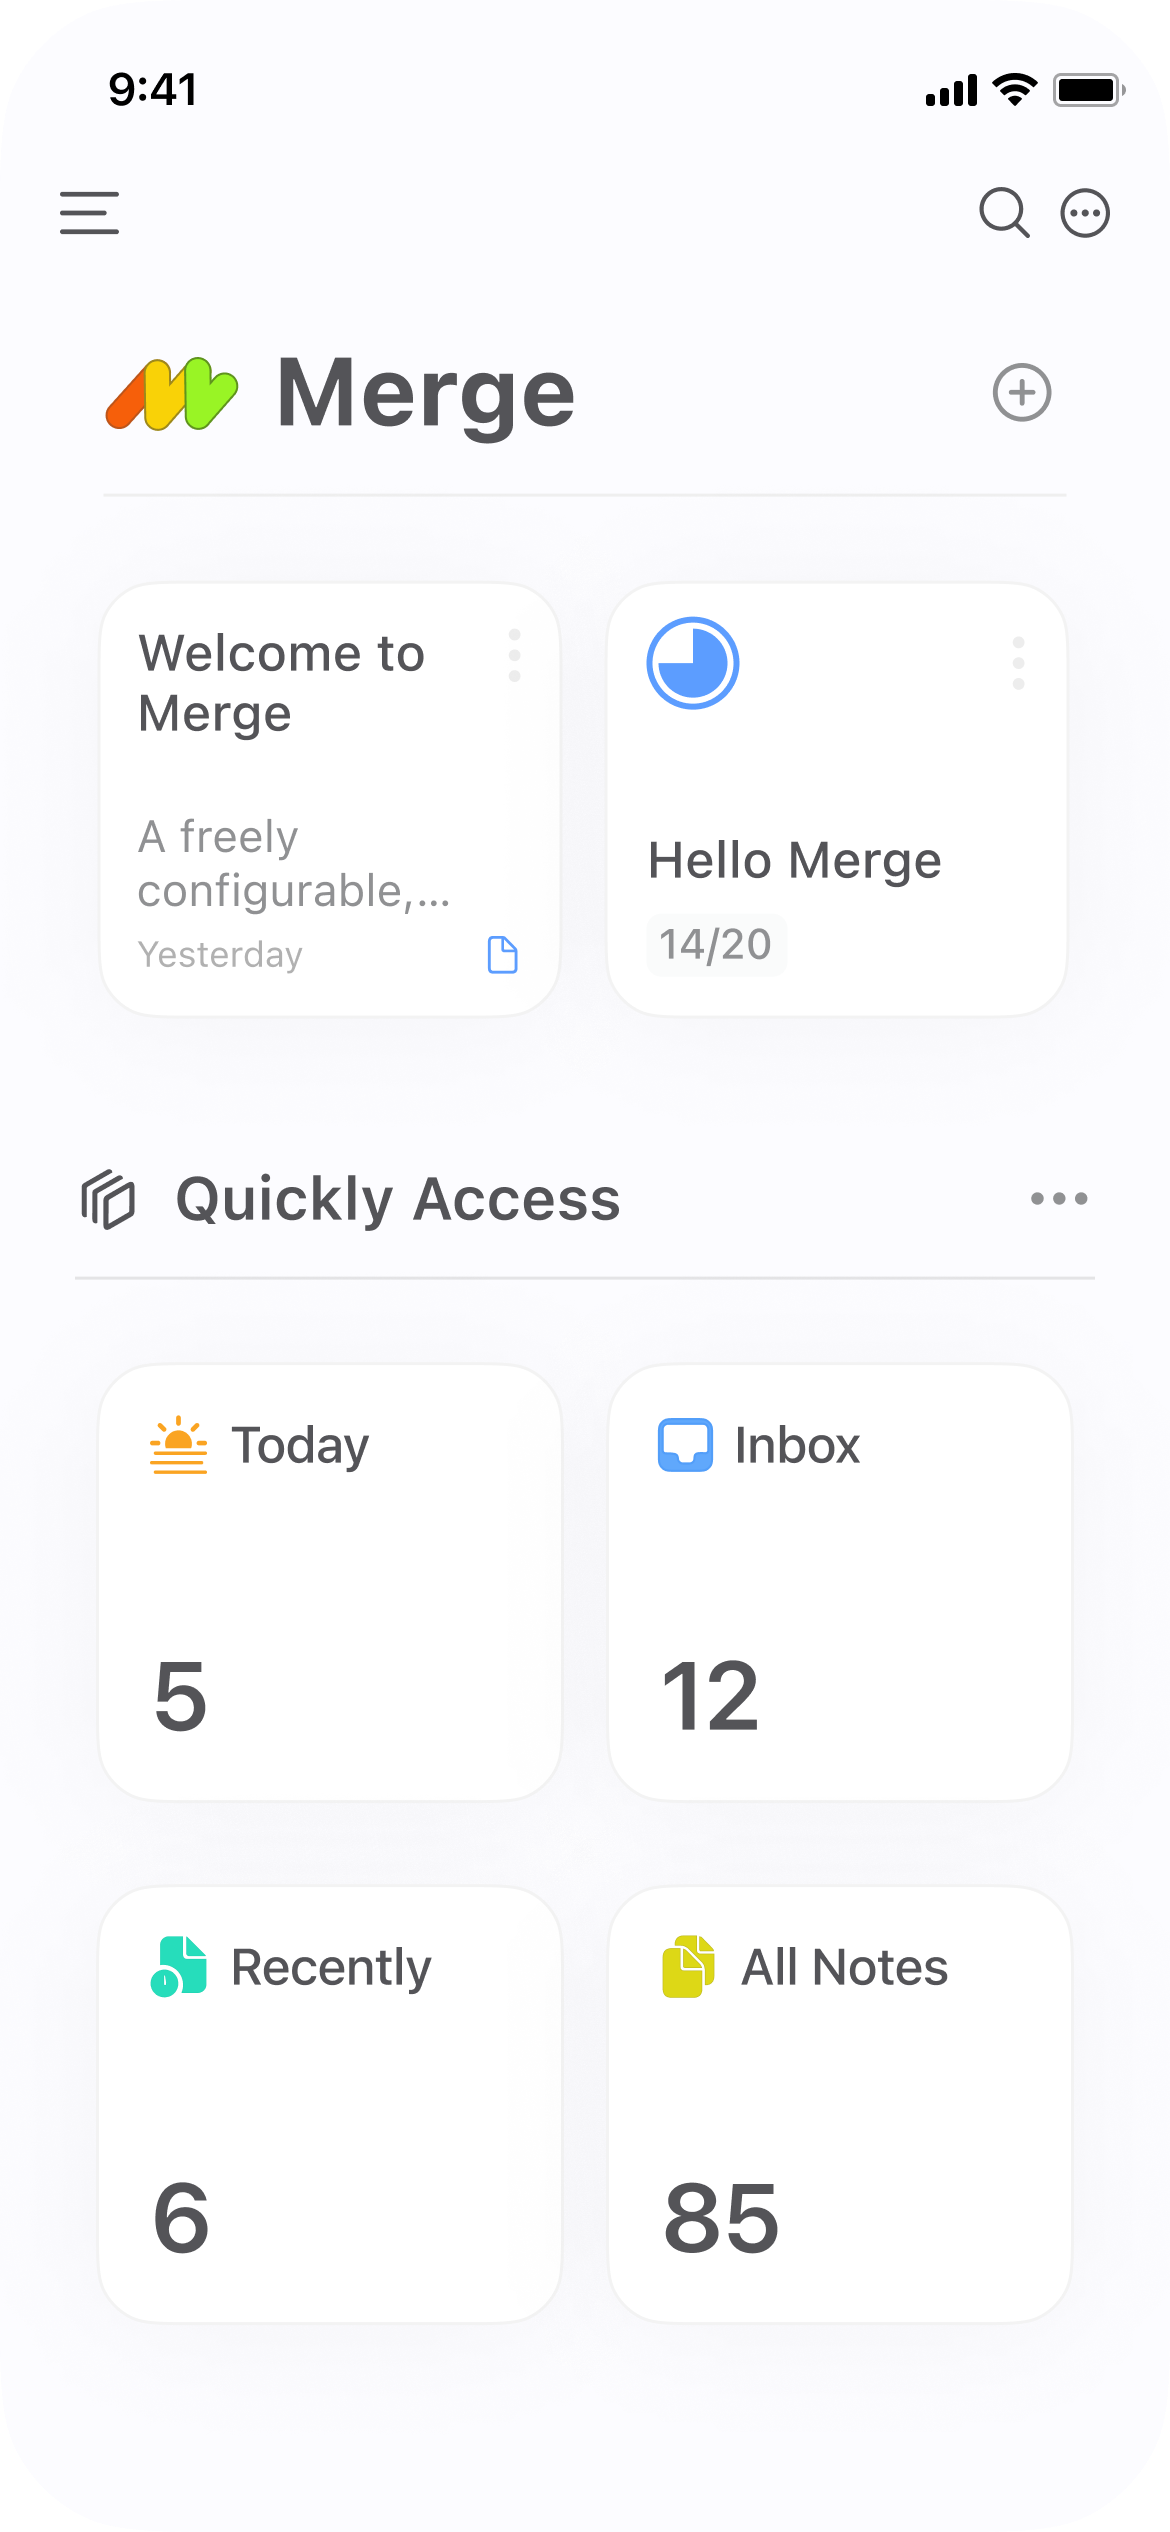 9:41
Merge
Welcome to
Merge
A freely
configurable,...
Yesterday
Hello Merge
14/20
Quickly Access
Today
5
Inbox
12
Recently
6
All Notes
85